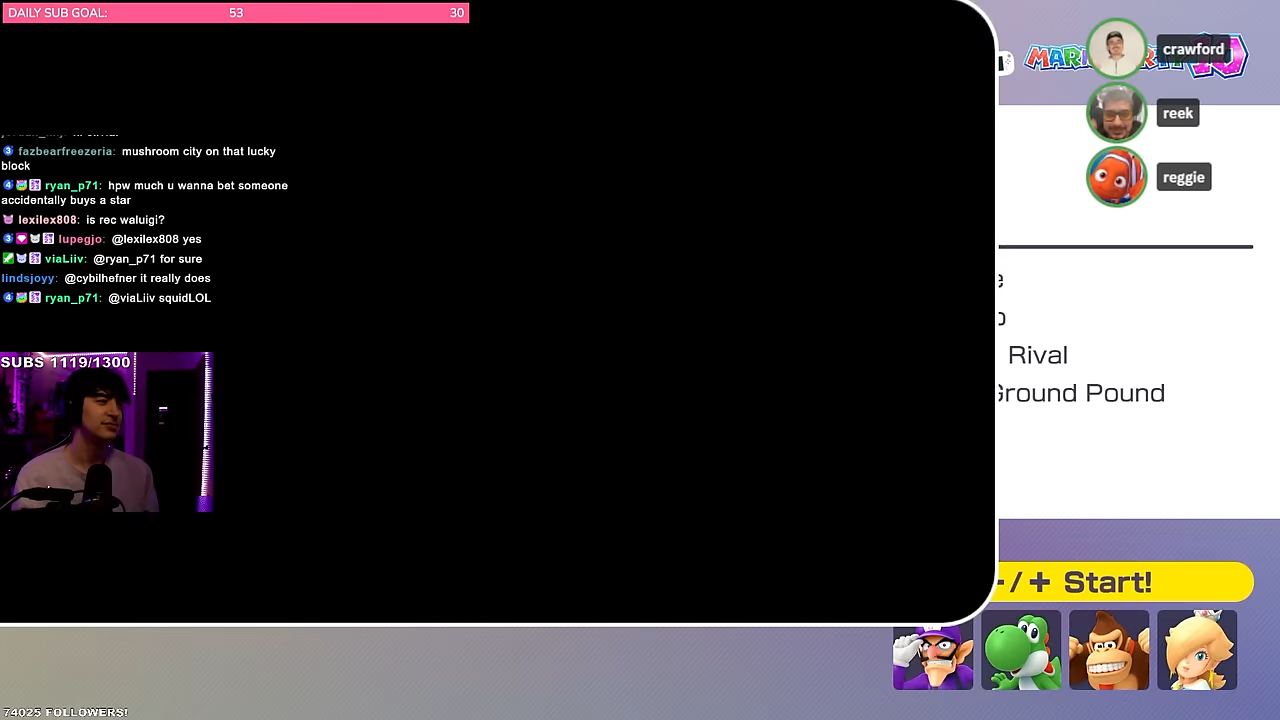 DAILY SUB GOAL: 53 30
crawford
reek
reggie
fazbearfreezeria: mushroom city on that lucky
block
ryan_p71: hpw much u wanna bet someone
accidentally buys a star
lexilex808: is rec waluigi?
lupegjo: @lexilex808 yes
viaLiiv: @ryan_p71 for sure
lindsjoyy: @cybilhefner it really does
ryan_p71: @viaLiiv squidLOL
Rival
Ground Pound
SUBS 1119/1300
-/+ Start!
74025 FOLLOWERS!